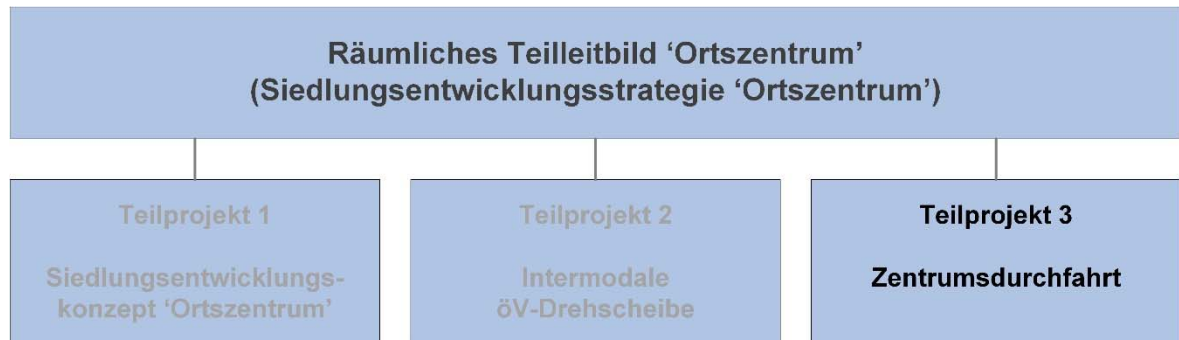 Räumliches Teilleitbild ‘Ortszentrum’
(Siedlungsentwicklungsstrategie ‘Ortszentrum’)
Teilprojekt 1
Siedlungsentwicklungs-
konzept ‘Ortszentrum’
Teilprojekt 2
Intermodale
öV-Drehscheibe
Teilprojekt 3
Zentrumsdurchfahrt